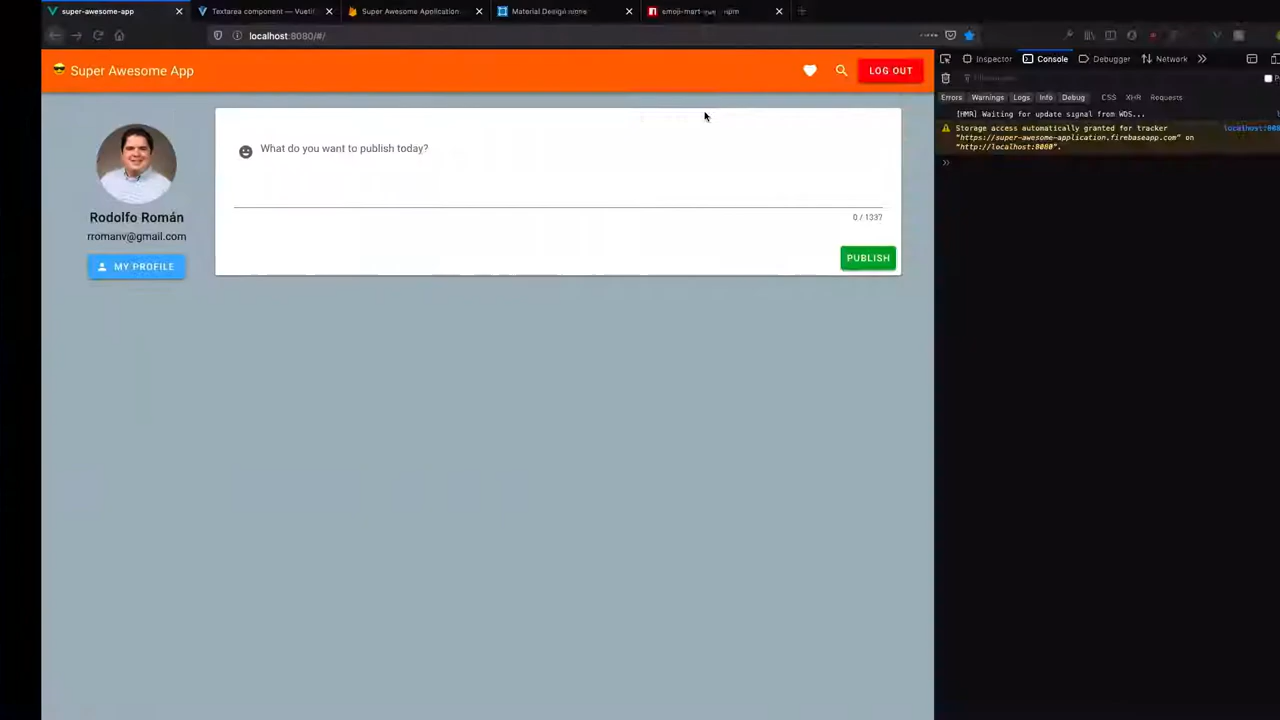 super-awesome-app
Textarea component — Vuetif
Super Awesome Application
Material Design Icons
localhost:8080/#/
Super Awesome App
LOG OUT
Inspector
Console
Debugger
Network
Errors
Warnings
Logs
Info
Debug
CSS
XHR
Requests
[HMR] Waiting for update signal from WDS...
Storage access automatically granted for tracker
"https://super-awesome-application.firebaseapp.com" on
"http://localhost:8080".
What do you want to publish today?
0 / 1337
PUBLISH
Rodolfo Román
rromanv@gmail.com
MY PROFILE